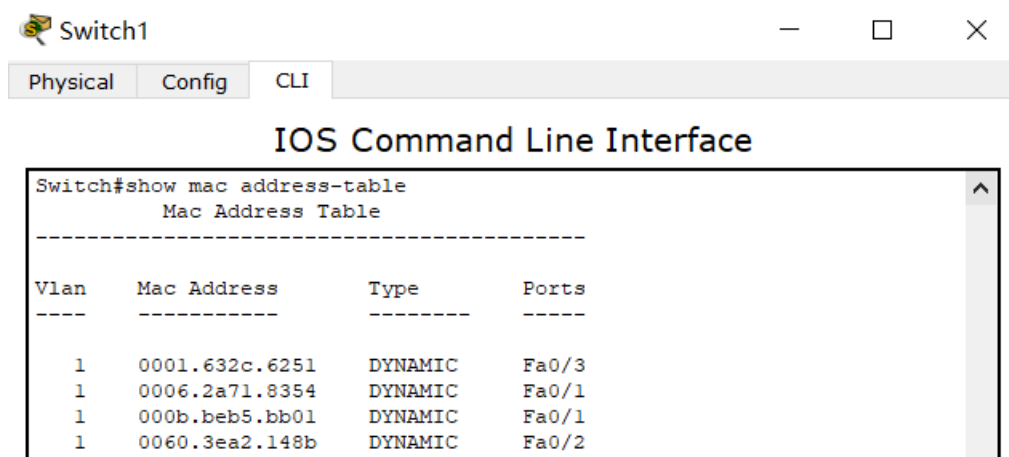 Switch1
Physical Config CLI
IOS Command Line Interface
Switch#show mac address-table
Mac Address Table
-------------------------------------------
Vlan Mac Address Type Ports
---- ----------- -------- -----
1 0001.632c.6251 DYNAMIC Fa0/3
1 0006.2a71.8354 DYNAMIC Fa0/1
1 000b.beb5.bb01 DYNAMIC Fa0/1
1 0060.3ea2.148b DYNAMIC Fa0/2